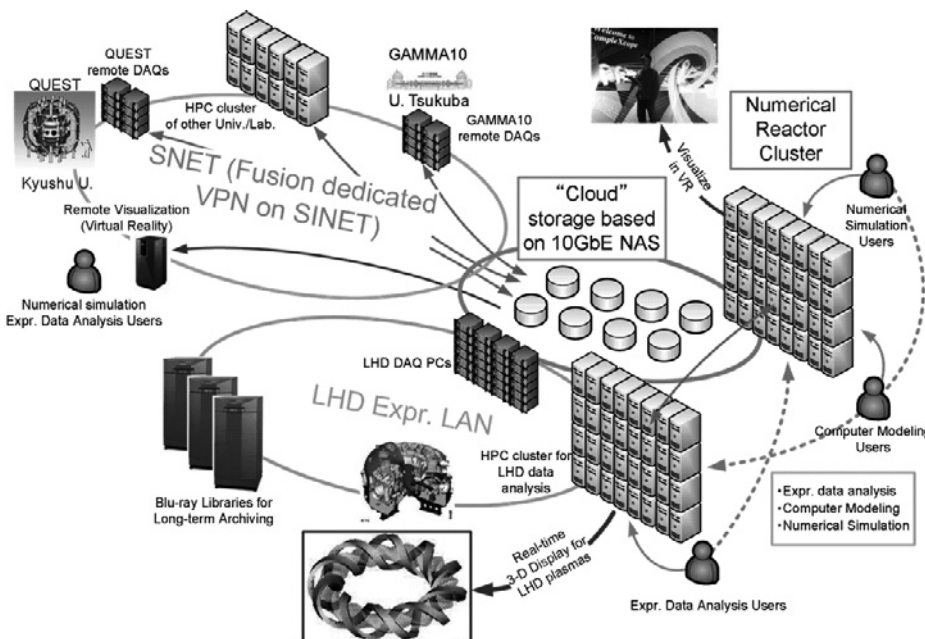 QUEST
remote DAQs
QUEST
Kyushu U.
HPC cluster
of other Univ./Lab.
GAMMA10
U. Tsukuba
GAMMA10
remote DAQs
SNET (Fusion dedicated
VPN on SINET)
Welcome to
CompleXcope
Visualize
in VR
Numerical
Reactor
Cluster
Numerical
Simulation
Users
"Cloud"
storage based
on 10GbE NAS
Remote Visualization
(Virtual Reality)
Numerical simulation
Expr. Data Analysis Users
LHD DAQ PCs
LHD Expr. LAN
Blu-ray Libraries for
Long-term Archiving
HPC cluster for
LHD data
analysis
Computer Modeling
Users
•Expr. data analysis
•Computer Modeling
•Numerical Simulation
Real-time
3-D Display for
LHD plasmas
Expr. Data Analysis Users